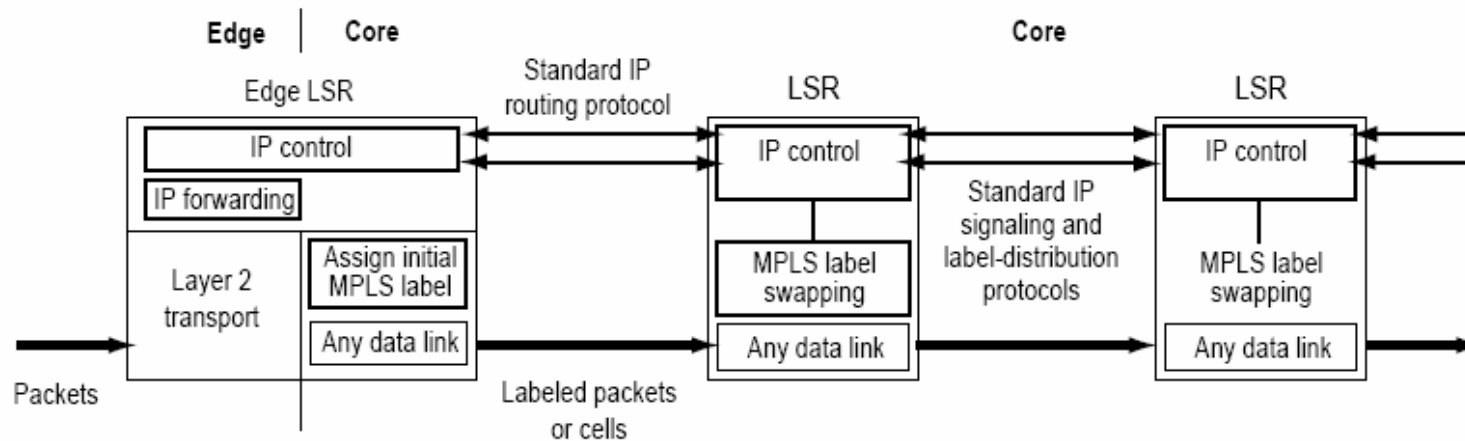 Edge
Core
Core
Edge LSR
Standard IP
routing protocol
LSR
LSR
IP control
IP control
IP control
IP forwarding
Layer 2
transport
Assign initial
MPLS label
Any data link
MPLS label
swapping
Any data link
Standard IP
signaling and
label-distribution
protocols
MPLS label
swapping
Any data link
Packets
Labeled packets
or cells